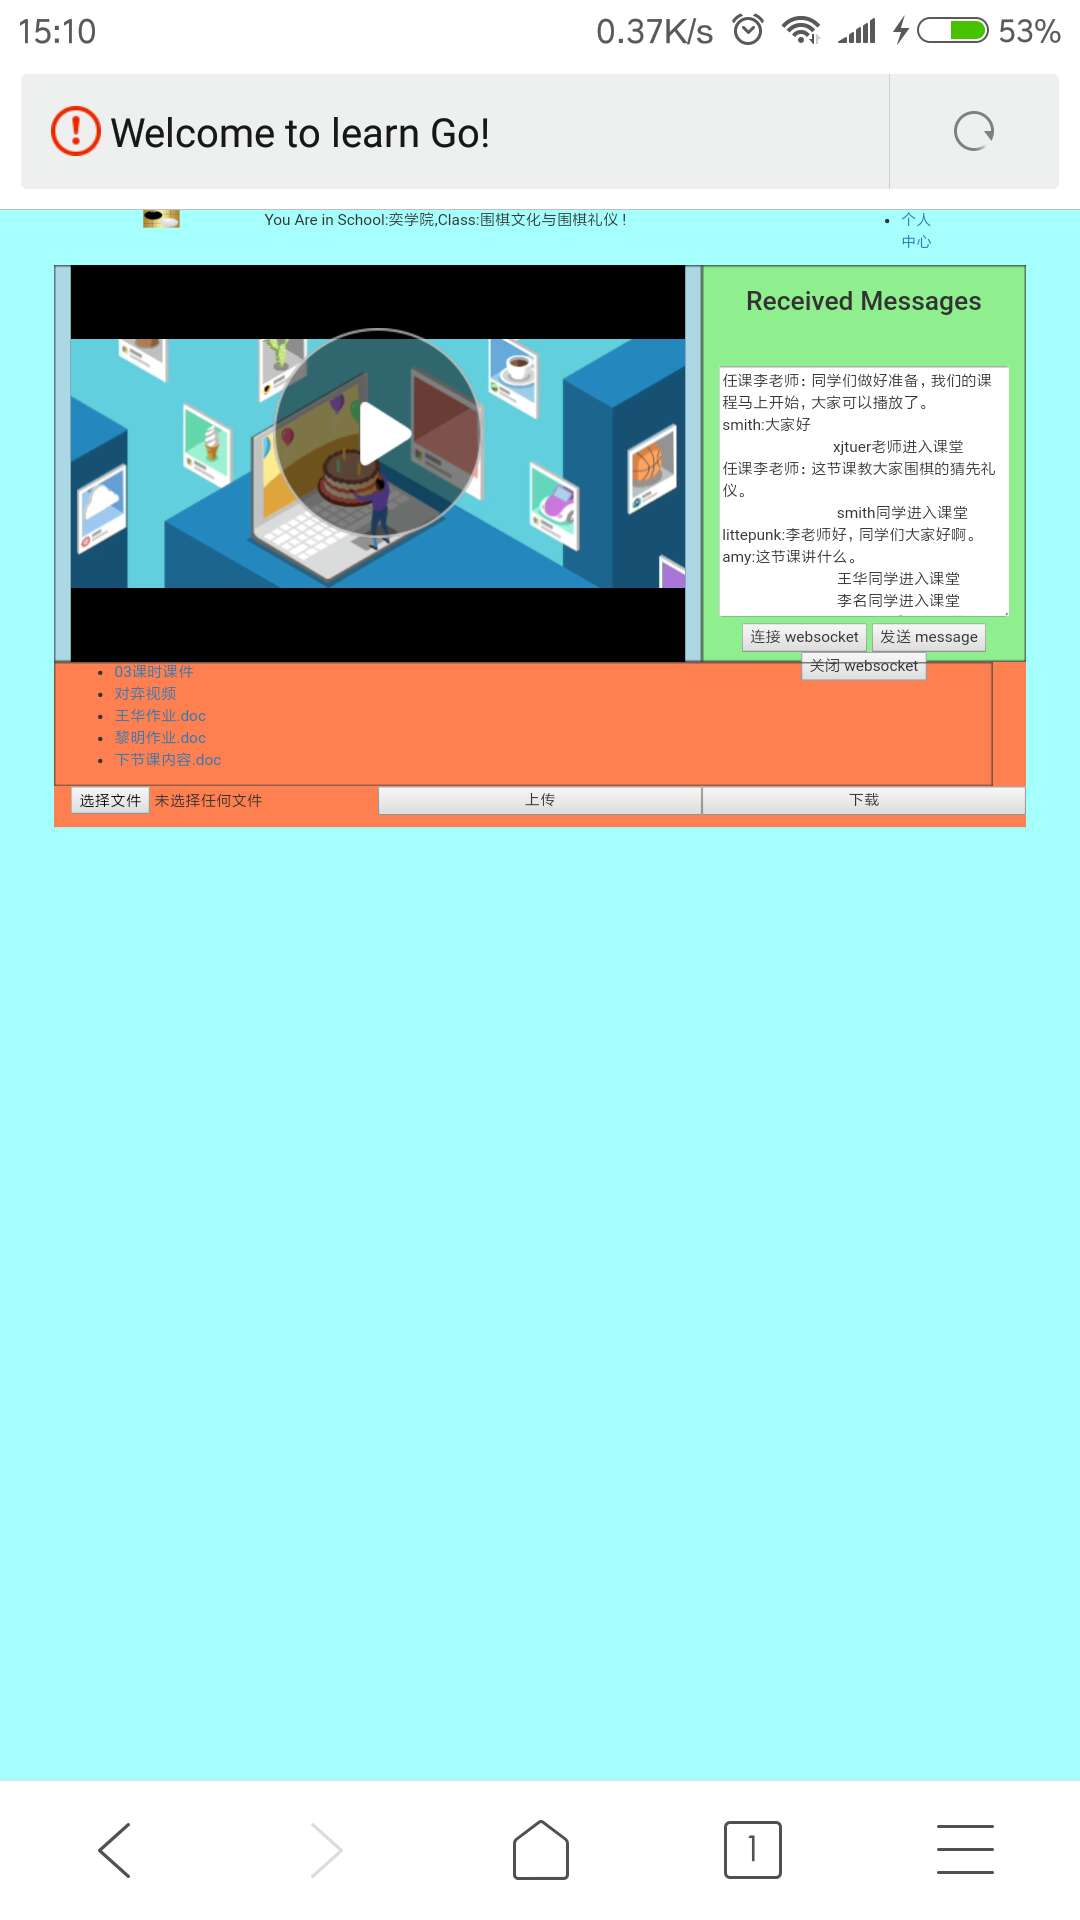 15:10 0.37K/s 53%
Welcome to learn Go!
You Are in School:奕学院,Class:围棋文化与围棋礼仪！
个人
中心
Received Messages
任课李老师：同学们做好准备，我们的课
程马上开始，大家可以播放了。
smith:大家好
xjtuer老师进入课堂
任课李老师：这节课教大家围棋的猜先礼
仪。
smith同学进入课堂
littepunk:李老师好，同学们大家好啊。
amy:这节课讲什么。
王华同学进入课堂
李名同学进入课堂
连接 websocket 发送 message
关闭 websocket
03课时课件
对弈视频
王华作业.doc
黎明作业.doc
下节课内容.doc
选择文件 未选择任何文件 上传 下载
1